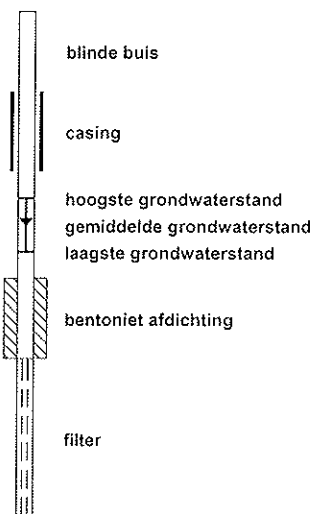 blinde buis
casing
hoogste grondwaterstand
gemiddelde grondwaterstand
laagste grondwaterstand
bentoniet afdichting
filter